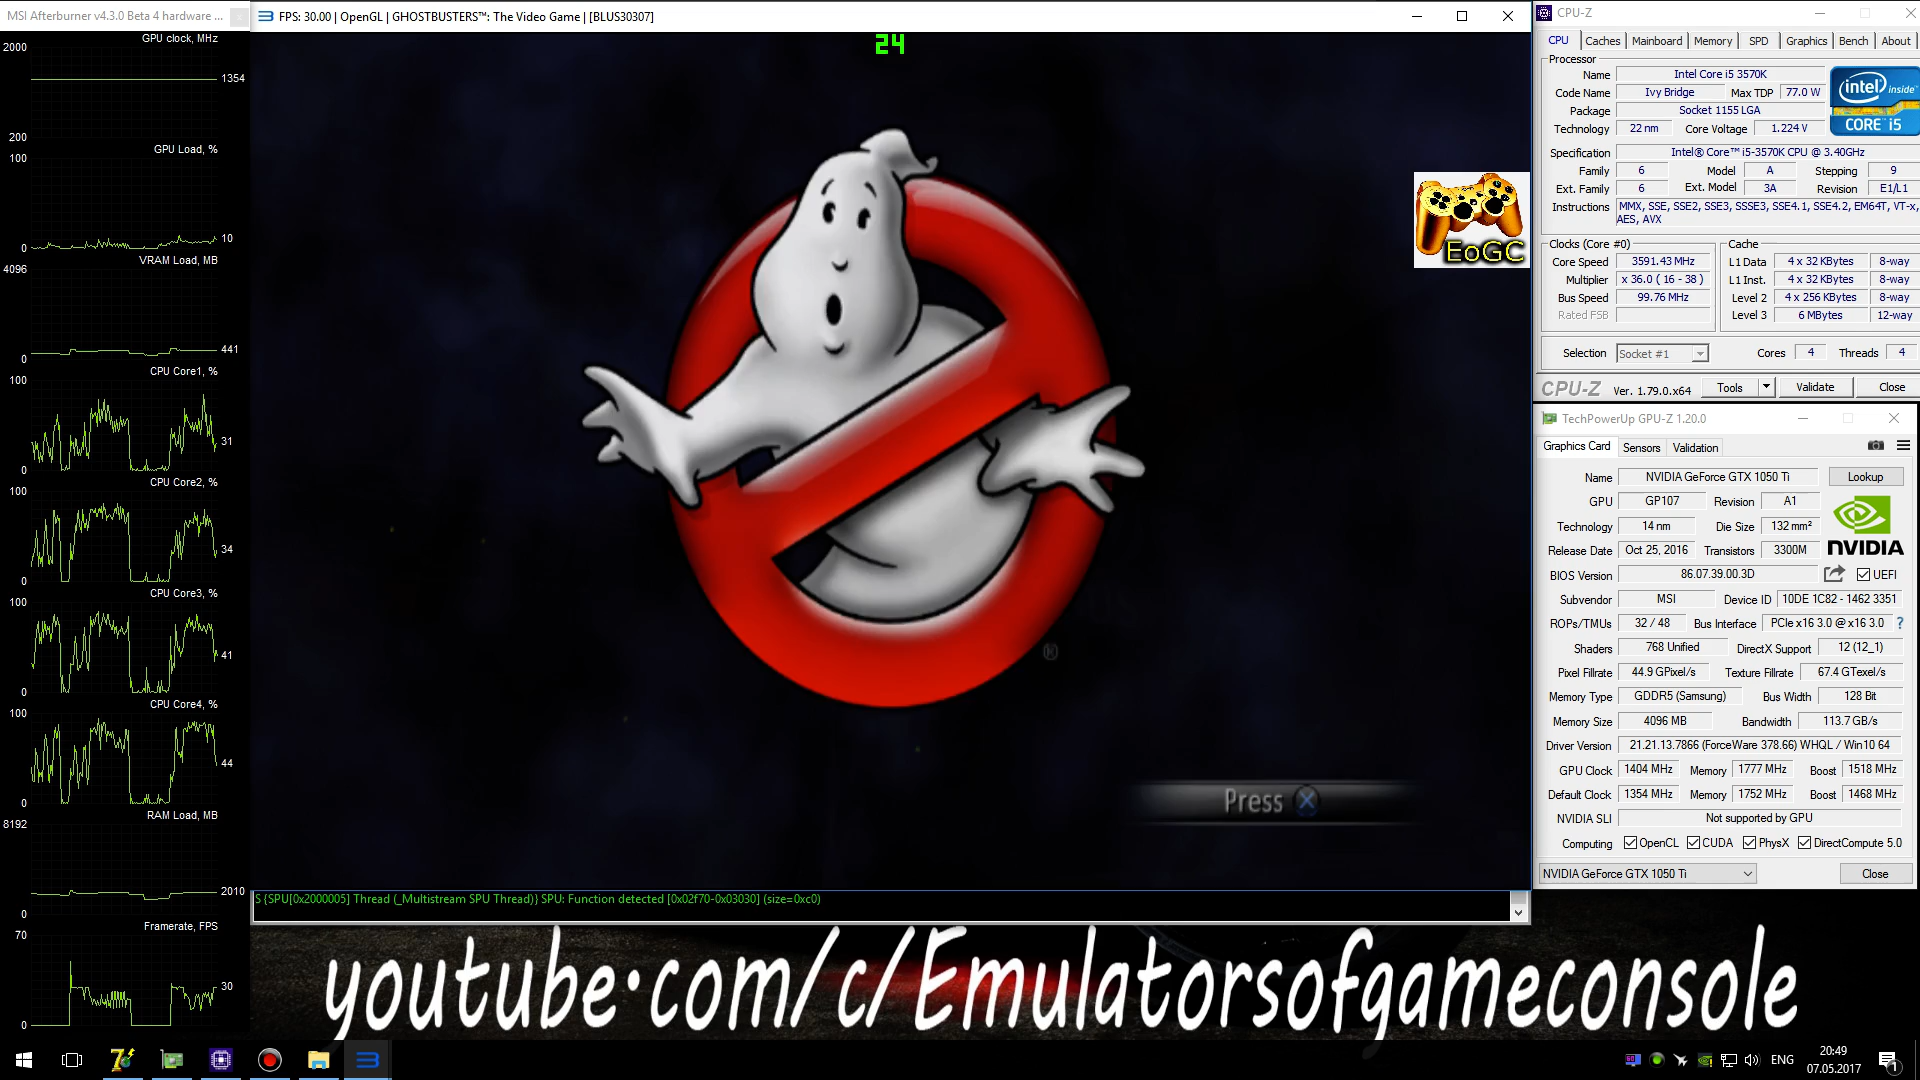 MSI Afterburner v4.3.0 Beta 4 hardware ...
GPU clock, MHz
2000
1354
200
GPU Load, %
100
10
0
VRAM Load, MB
4096
441
0
CPU Core1, %
100
31
0
CPU Core2, %
100
34
0
CPU Core3, %
100
41
0
CPU Core4, %
100
44
0
RAM Load, MB
8192
2010
0
Framerate, FPS
70
30
0
FPS: 30.00 | OpenGL | GHOSTBUSTERS™: The Video Game | [BLUS30307]
24
EoGC
®
Press X
S {SPU[0x2000005] Thread (_Multistream SPU Thread)} SPU: Function detected [0x02f70-0x03030] (size=0xc0)
youtube.com/c/Emulatorsofgameconsole
CPU-Z
CPU Caches Mainboard Memory SPD Graphics Bench About
Processor
Name Intel Core i5 3570K
Code Name Ivy Bridge Max TDP 77.0 W
Package Socket 1155 LGA
Technology 22 nm Core Voltage 1.224 V
intel inside™
CORE i5
Specification Intel® Core™ i5-3570K CPU @ 3.40GHz
Family 6 Model A Stepping 9
Ext. Family 6 Ext. Model 3A Revision E1/L1
Instructions MMX, SSE, SSE2, SSE3, SSSE3, SSE4.1, SSE4.2, EM64T, VT-x,
AES, AVX
Clocks (Core #0)
Core Speed 3591.43 MHz
Multiplier x 36.0 ( 16 - 38 )
Bus Speed 99.76 MHz
Rated FSB
Cache
L1 Data 4 x 32 KBytes 8-way
L1 Inst. 4 x 32 KBytes 8-way
Level 2 4 x 256 KBytes 8-way
Level 3 6 MBytes 12-way
Selection Socket #1 Cores 4 Threads 4
CPU-Z Ver. 1.79.0.x64 Tools Validate Close
TechPowerUp GPU-Z 1.20.0
Graphics Card Sensors Validation
Name NVIDIA GeForce GTX 1050 Ti Lookup
GPU GP107 Revision A1
Technology 14 nm Die Size 132 mm²
Release Date Oct 25, 2016 Transistors 3300M
NVIDIA
BIOS Version 86.07.39.00.3D UEFI
Subvendor MSI Device ID 10DE 1C82 - 1462 3351
ROPs/TMUs 32 / 48 Bus Interface PCIe x16 3.0 @ x16 3.0 ?
Shaders 768 Unified DirectX Support 12 (12_1)
Pixel Fillrate 44.9 GPixel/s Texture Fillrate 67.4 GTexel/s
Memory Type GDDR5 (Samsung) Bus Width 128 Bit
Memory Size 4096 MB Bandwidth 113.7 GB/s
Driver Version 21.21.13.7866 (ForceWare 378.66) WHQL / Win10 64
GPU Clock 1404 MHz Memory 1777 MHz Boost 1518 MHz
Default Clock 1354 MHz Memory 1752 MHz Boost 1468 MHz
NVIDIA SLI Not supported by GPU
Computing OpenCL CUDA PhysX DirectCompute 5.0
NVIDIA GeForce GTX 1050 Ti Close
ENG
20:49
07.05.2017
1